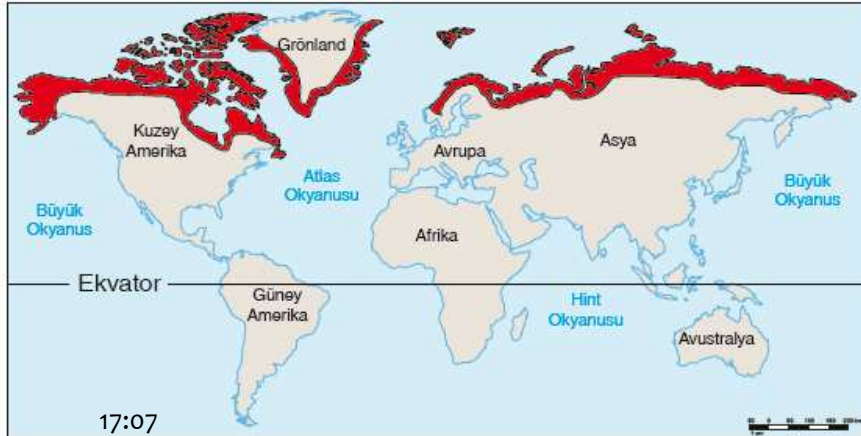 Grönland
Kuzey
Amerika
Avrupa
Asya
Atlas
Okyanusu
Büyük
Okyanus
Büyük
Okyanus
Afrika
Ekvator
Güney
Amerika
Hint
Okyanusu
Avustralya
17:07